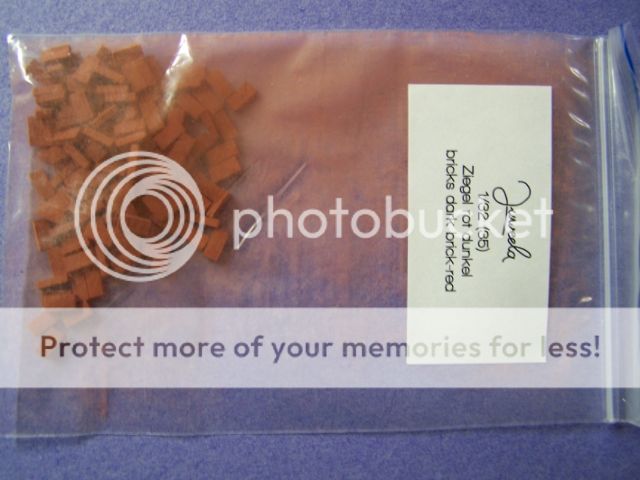 Juweela
1/32 (35)
Ziegel rot dunkel
bricks dark brick-red
photobucket
Protect more of your memories for less!